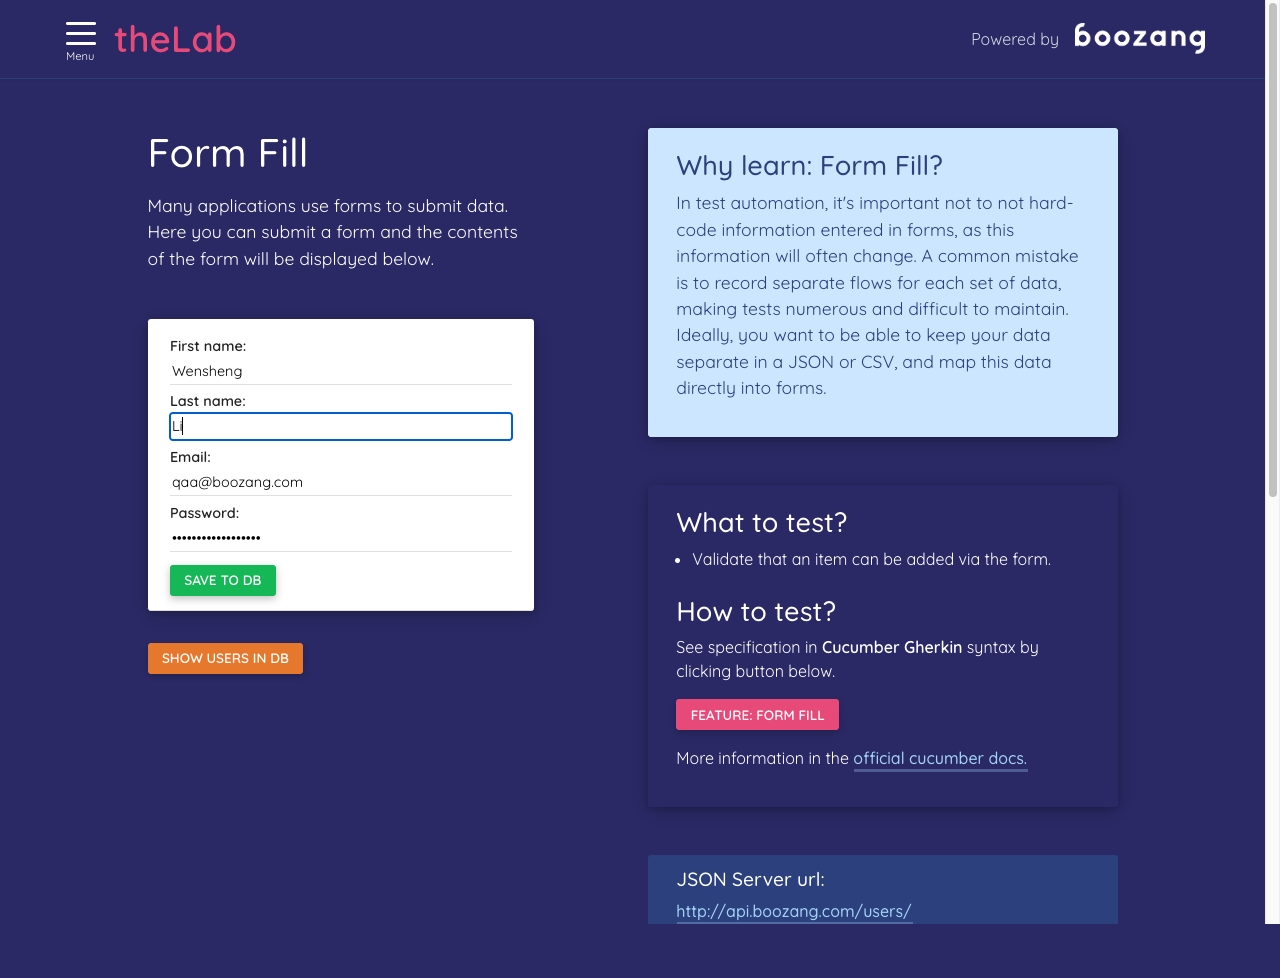 Menu
theLab
Powered by
boozang
Form Fill
Many applications use forms to submit data.
Here you can submit a form and the contents
of the form will be displayed below.
First name:
Wensheng
Last name:
Li
Email:
qaa@boozang.com
Password:
••••••••••••••••••
SAVE TO DB
SHOW USERS IN DB
Why learn: Form Fill?
In test automation, it's important not to not hard-
code information entered in forms, as this
information will often change. A common mistake
is to record separate flows for each set of data,
making tests numerous and difficult to maintain.
Ideally, you want to be able to keep your data
separate in a JSON or CSV, and map this data
directly into forms.
What to test?
• Validate that an item can be added via the form.
How to test?
See specification in Cucumber Gherkin syntax by
clicking button below.
FEATURE: FORM FILL
More information in the official cucumber docs.
JSON Server url:
http://api.boozang.com/users/